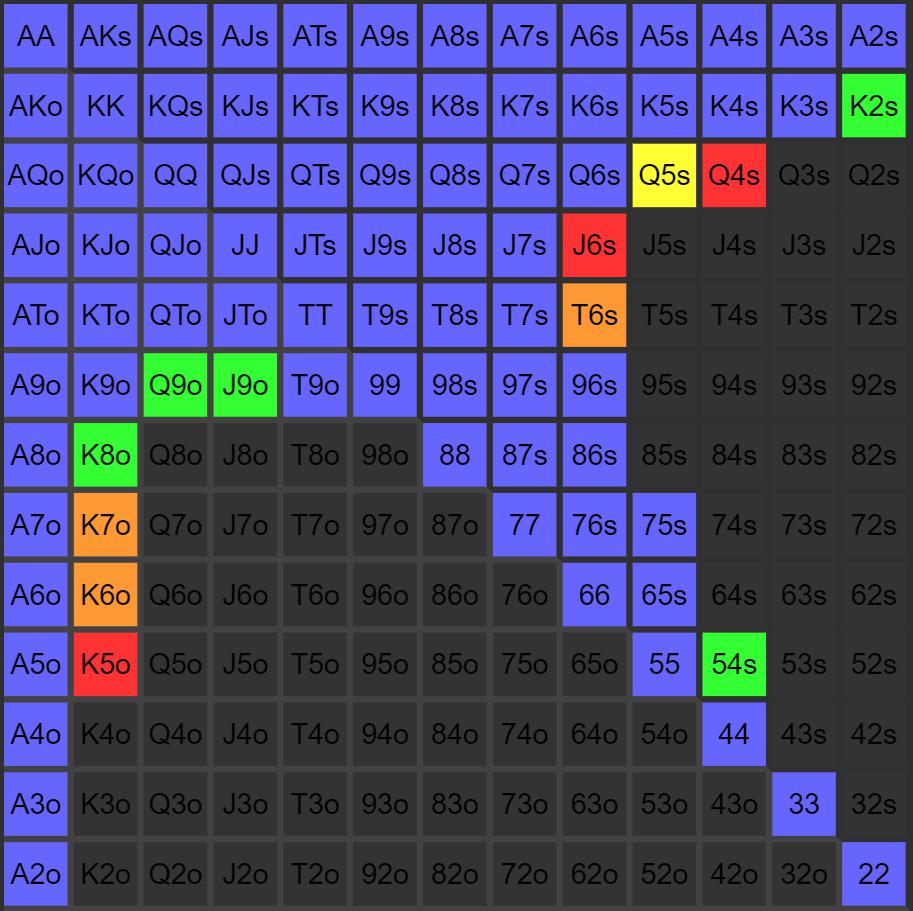 AA AKs AQs AJs ATs A9s A8s A7s A6s A5s A4s A3s A2s
AKo KK KQs KJs KTs K9s K8s K7s K6s K5s K4s K3s K2s
AQo KQo QQ QJs QTs Q9s Q8s Q7s Q6s Q5s Q4s Q3s Q2s
AJo KJo QJo JJ JTs J9s J8s J7s J6s J5s J4s J3s J2s
ATo KTo QTo JTo TT T9s T8s T7s T6s T5s T4s T3s T2s
A9o K9o Q9o J9o T9o 99 98s 97s 96s 95s 94s 93s 92s
A8o K8o Q8o J8o T8o 98o 88 87s 86s 85s 84s 83s 82s
A7o K7o Q7o J7o T7o 97o 87o 77 76s 75s 74s 73s 72s
A6o K6o Q6o J6o T6o 96o 86o 76o 66 65s 64s 63s 62s
A5o K5o Q5o J5o T5o 95o 85o 75o 65o 55 54s 53s 52s
A4o K4o Q4o J4o T4o 94o 84o 74o 64o 54o 44 43s 42s
A3o K3o Q3o J3o T3o 93o 83o 73o 63o 53o 43o 33 32s
A2o K2o Q2o J2o T2o 92o 82o 72o 62o 52o 42o 32o 22